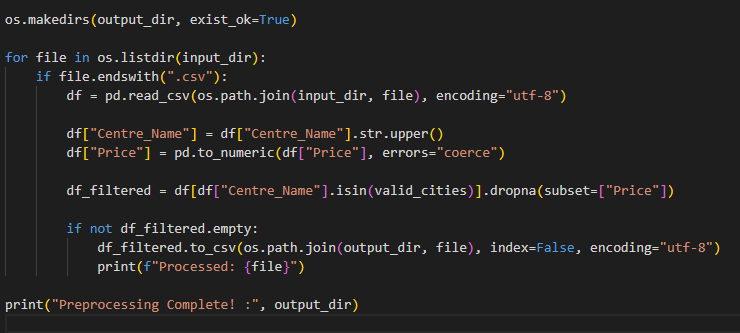 os.makedirs(output_dir, exist_ok=True)
for file in os.listdir(input_dir):
    if file.endswith(".csv"):
        df = pd.read_csv(os.path.join(input_dir, file), encoding="utf-8")
        df["Centre_Name"] = df["Centre_Name"].str.upper()
        df["Price"] = pd.to_numeric(df["Price"], errors="coerce")
        df_filtered = df[df["Centre_Name"].isin(valid_cities)].dropna(subset=["Price"])
        if not df_filtered.empty:
            df_filtered.to_csv(os.path.join(output_dir, file), index=False, encoding="utf-8")
            print(f"Processed: {file}")
print("Preprocessing Complete! :", output_dir)